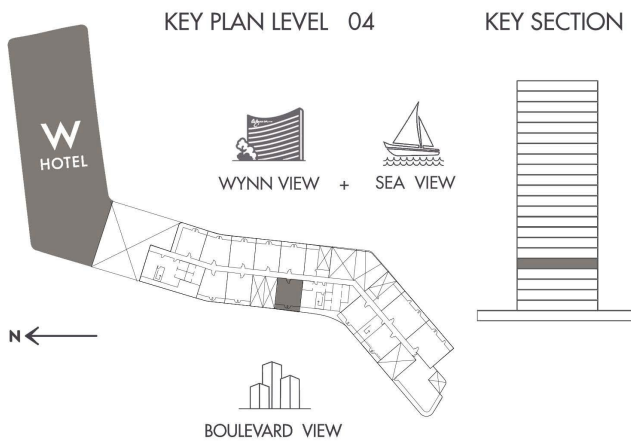 KEY PLAN LEVEL 04
KEY SECTION
W
HOTEL
WYNN VIEW + SEA VIEW
N
BOULEVARD VIEW